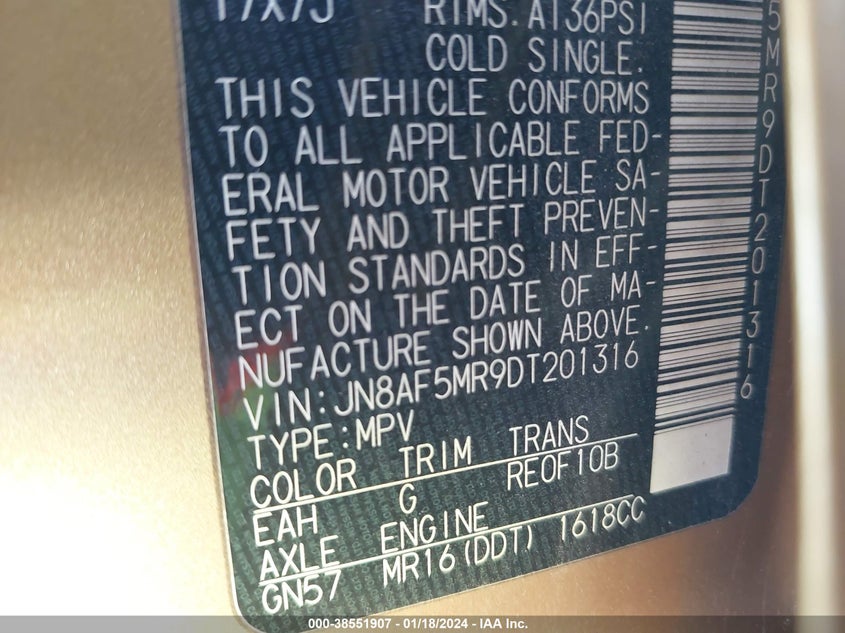 17X7J RIMS.AT36PSI
COLD SINGLE.
THIS VEHICLE CONFORMS
TO ALL APPLICABLE FED-
ERAL MOTOR VEHICLE SA-
FETY AND THEFT PREVEN-
TION STANDARDS IN EFF-
ECT ON THE DATE OF MA-
NUFACTURE SHOWN ABOVE.
VIN:JN8AF5MR9DT201316
TYPE:MPV
COLOR TRIM TRANS
EAH G RE0F10B
AXLE ENGINE
GN57 MR16(DDT) 1618CC
5MR9DT201316
000-38551907 - 01/18/2024 - IAA Inc.